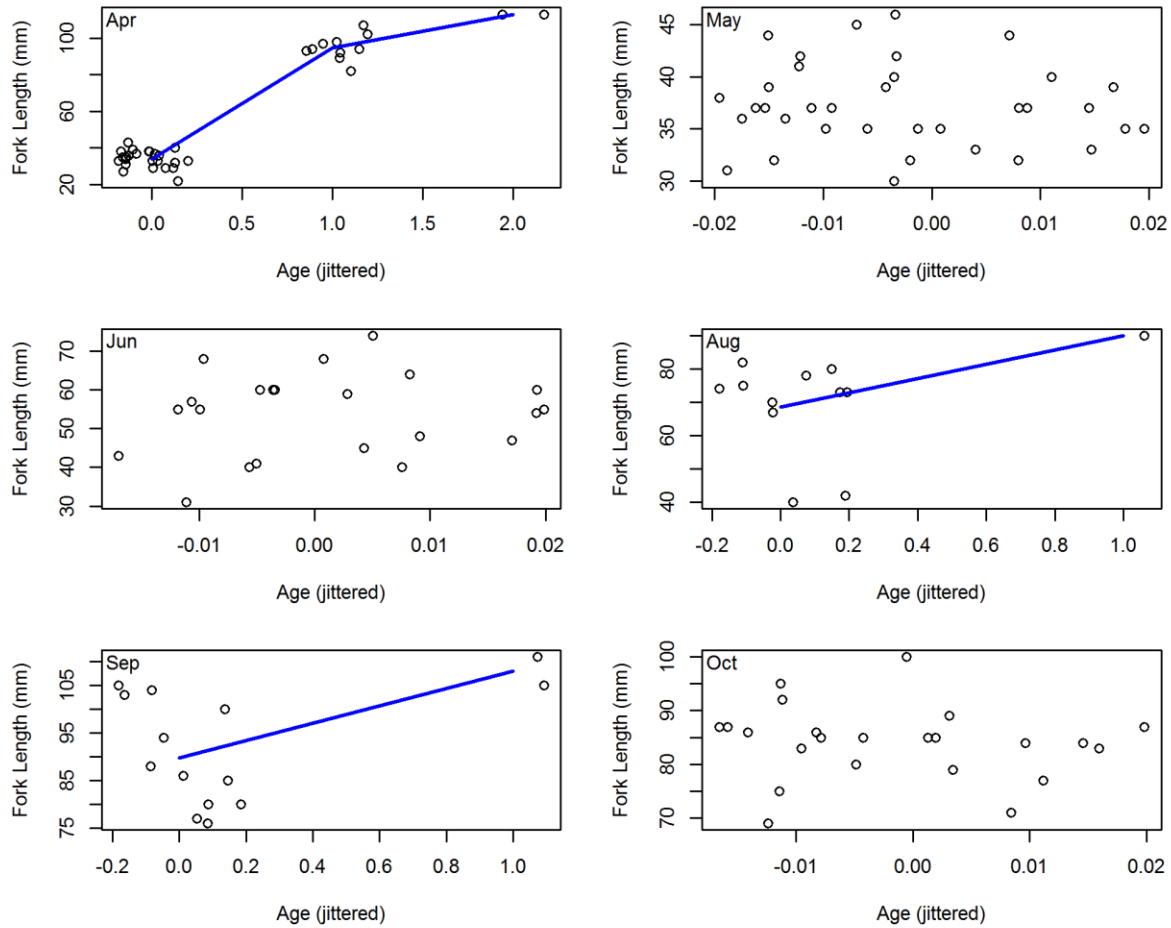 Apr
Fork Length (mm)
20 60 100
0.0 0.5 1.0 1.5 2.0
Age (jittered)
May
Fork Length (mm)
30 35 40 45
-0.02 -0.01 0.00 0.01 0.02
Age (jittered)
Jun
Fork Length (mm)
30 40 50 60 70
-0.01 0.00 0.01 0.02
Age (jittered)
Aug
Fork Length (mm)
40 60 80
-0.2 0.0 0.2 0.4 0.6 0.8 1.0
Age (jittered)
Sep
Fork Length (mm)
75 85 95 105
-0.2 0.0 0.2 0.4 0.6 0.8 1.0
Age (jittered)
Oct
Fork Length (mm)
70 80 90 100
-0.01 0.00 0.01 0.02
Age (jittered)